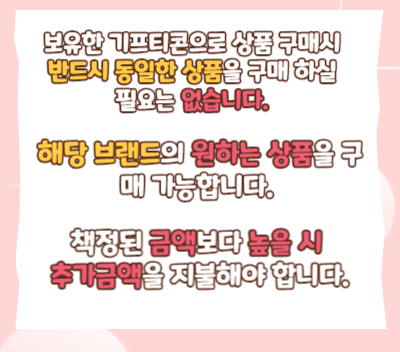 보유한 기프티콘으로 상품 구매시
반드시 동일한 상품을 구매 하실
필요는 없습니다.
해당 브랜드의 원하는 상품을 구
매 가능합니다.
책정된 금액보다 높을 시
추가금액을 지불해야 합니다.